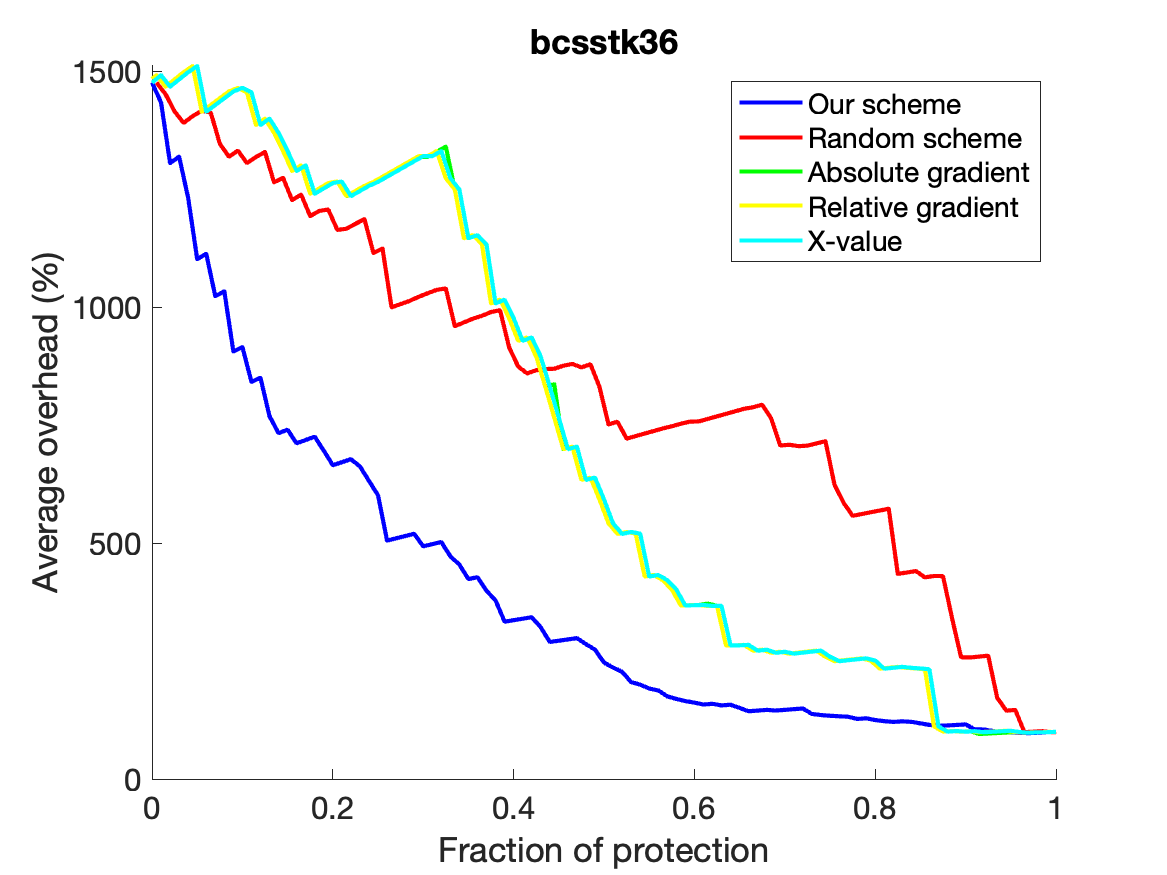 bcsstk36
1500
1000
500
0
Average overhead (%)
Our scheme
Random scheme
Absolute gradient
Relative gradient
X-value
0
0.2
0.4
0.6
0.8
1
Fraction of protection